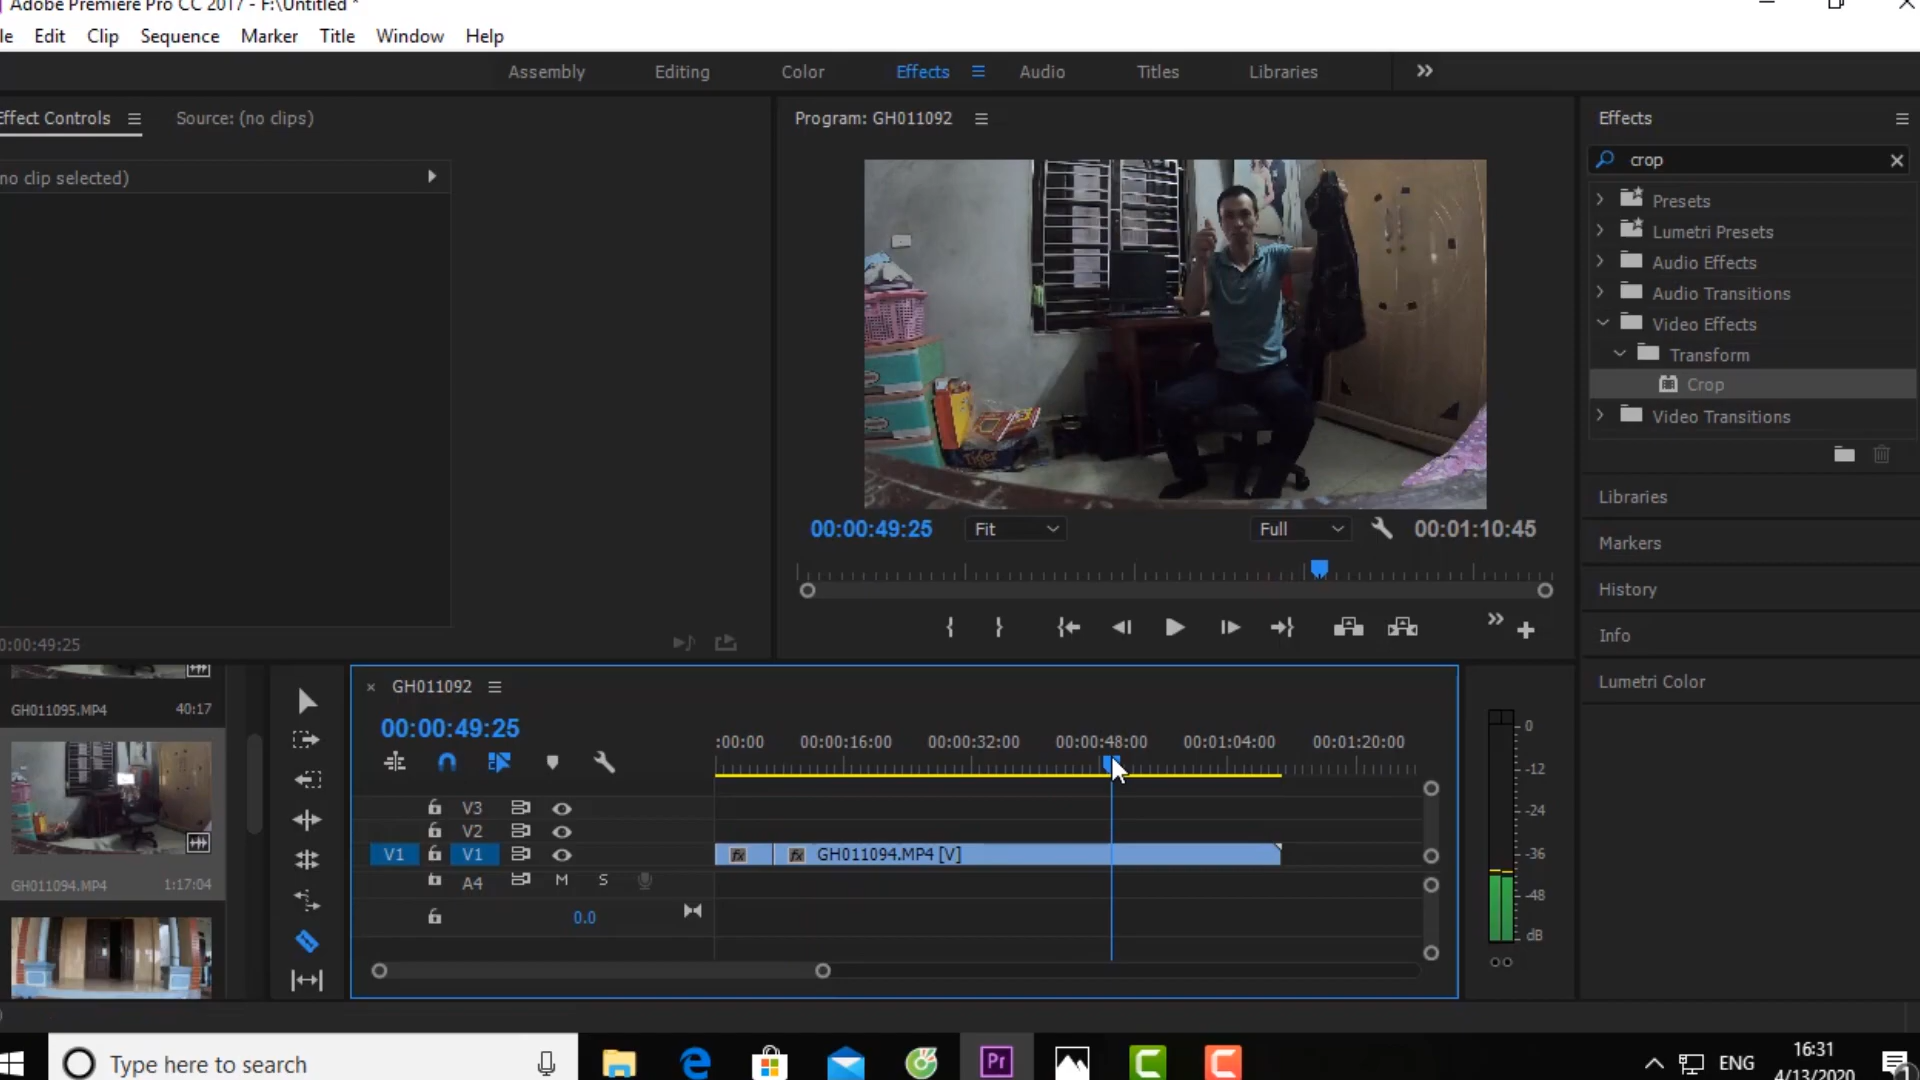 Adobe Premiere Pro CC 2017 - F:\Untitled *
le Edit Clip Sequence Marker Title Window Help
Assembly Editing Color Effects Audio Titles Libraries
Effect Controls Source: (no clips)
Program: GH011092
Effects
no clip selected)
crop
Presets
Lumetri Presets
Audio Effects
Audio Transitions
Video Effects
Transform
Crop
Video Transitions
Libraries
Markers
History
Info
Lumetri Color
Tiger
00:00:49:25 Fit Full 00:01:10:45
0:00:49:25
GH011095.MP4 40:17
GH011094.MP4 1:17:04
GH011092
00:00:49:25
:00:00 00:00:16:00 00:00:32:00 00:00:48:00 00:01:04:00 00:01:20:00
V3
V2
V1 V1 fx fx GH011094.MP4 [V]
A4 M S
0.0
0
-12
-24
-36
-48
dB
Type here to search
Pr
ENG
16:31
4/13/2020
1